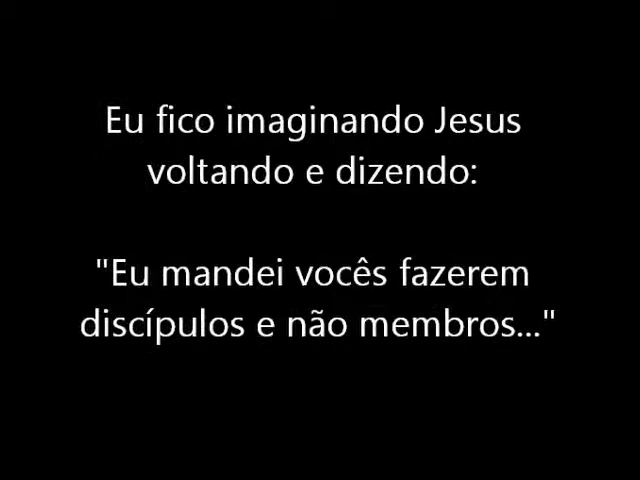 Eu fico imaginando Jesus
voltando e dizendo:
"Eu mandei vocês fazerem
discípulos e não membros..."